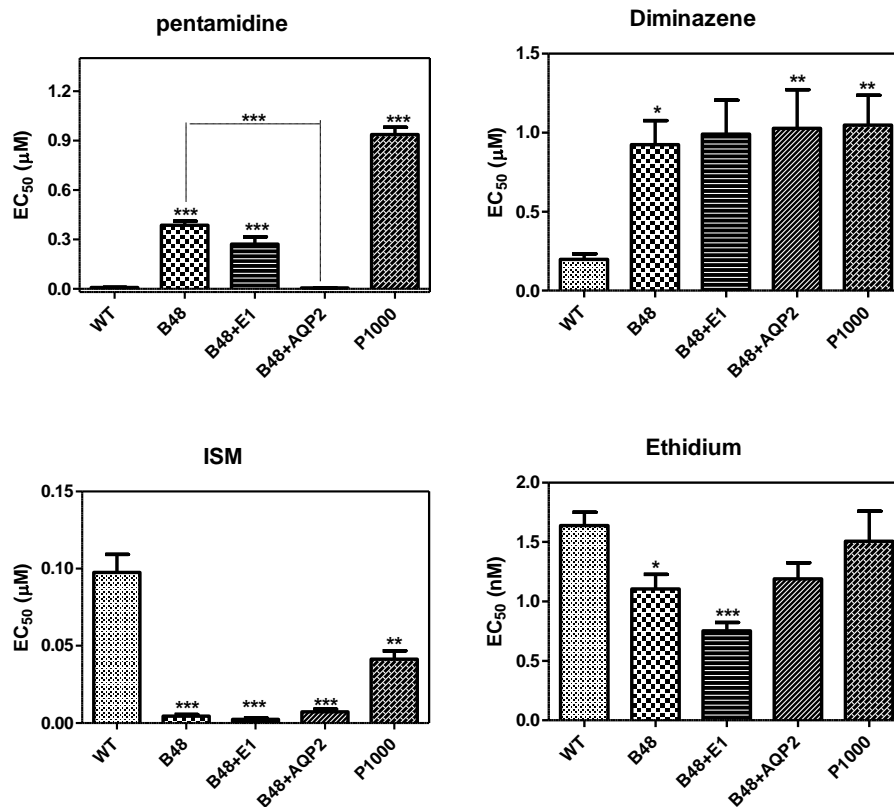 pentamidine
EC50 (μM)
1.2
0.9
0.6
0.3
0.0
***
***
***
***
WT
B48
B48+E1
B48+AQP2
P1000
Diminazene
EC50 (μM)
1.5
1.0
0.5
0.0
*
**
**
WT
B48
B48+E1
B48+AQP2
P1000
ISM
EC50 (μM)
0.15
0.10
0.05
0.00
***
***
***
**
WT
B48
B48+E1
B48+AQP2
P1000
Ethidium
EC50 (nM)
2.0
1.5
1.0
0.5
0.0
*
***
WT
B48
B48+E1
B48+AQP2
P1000